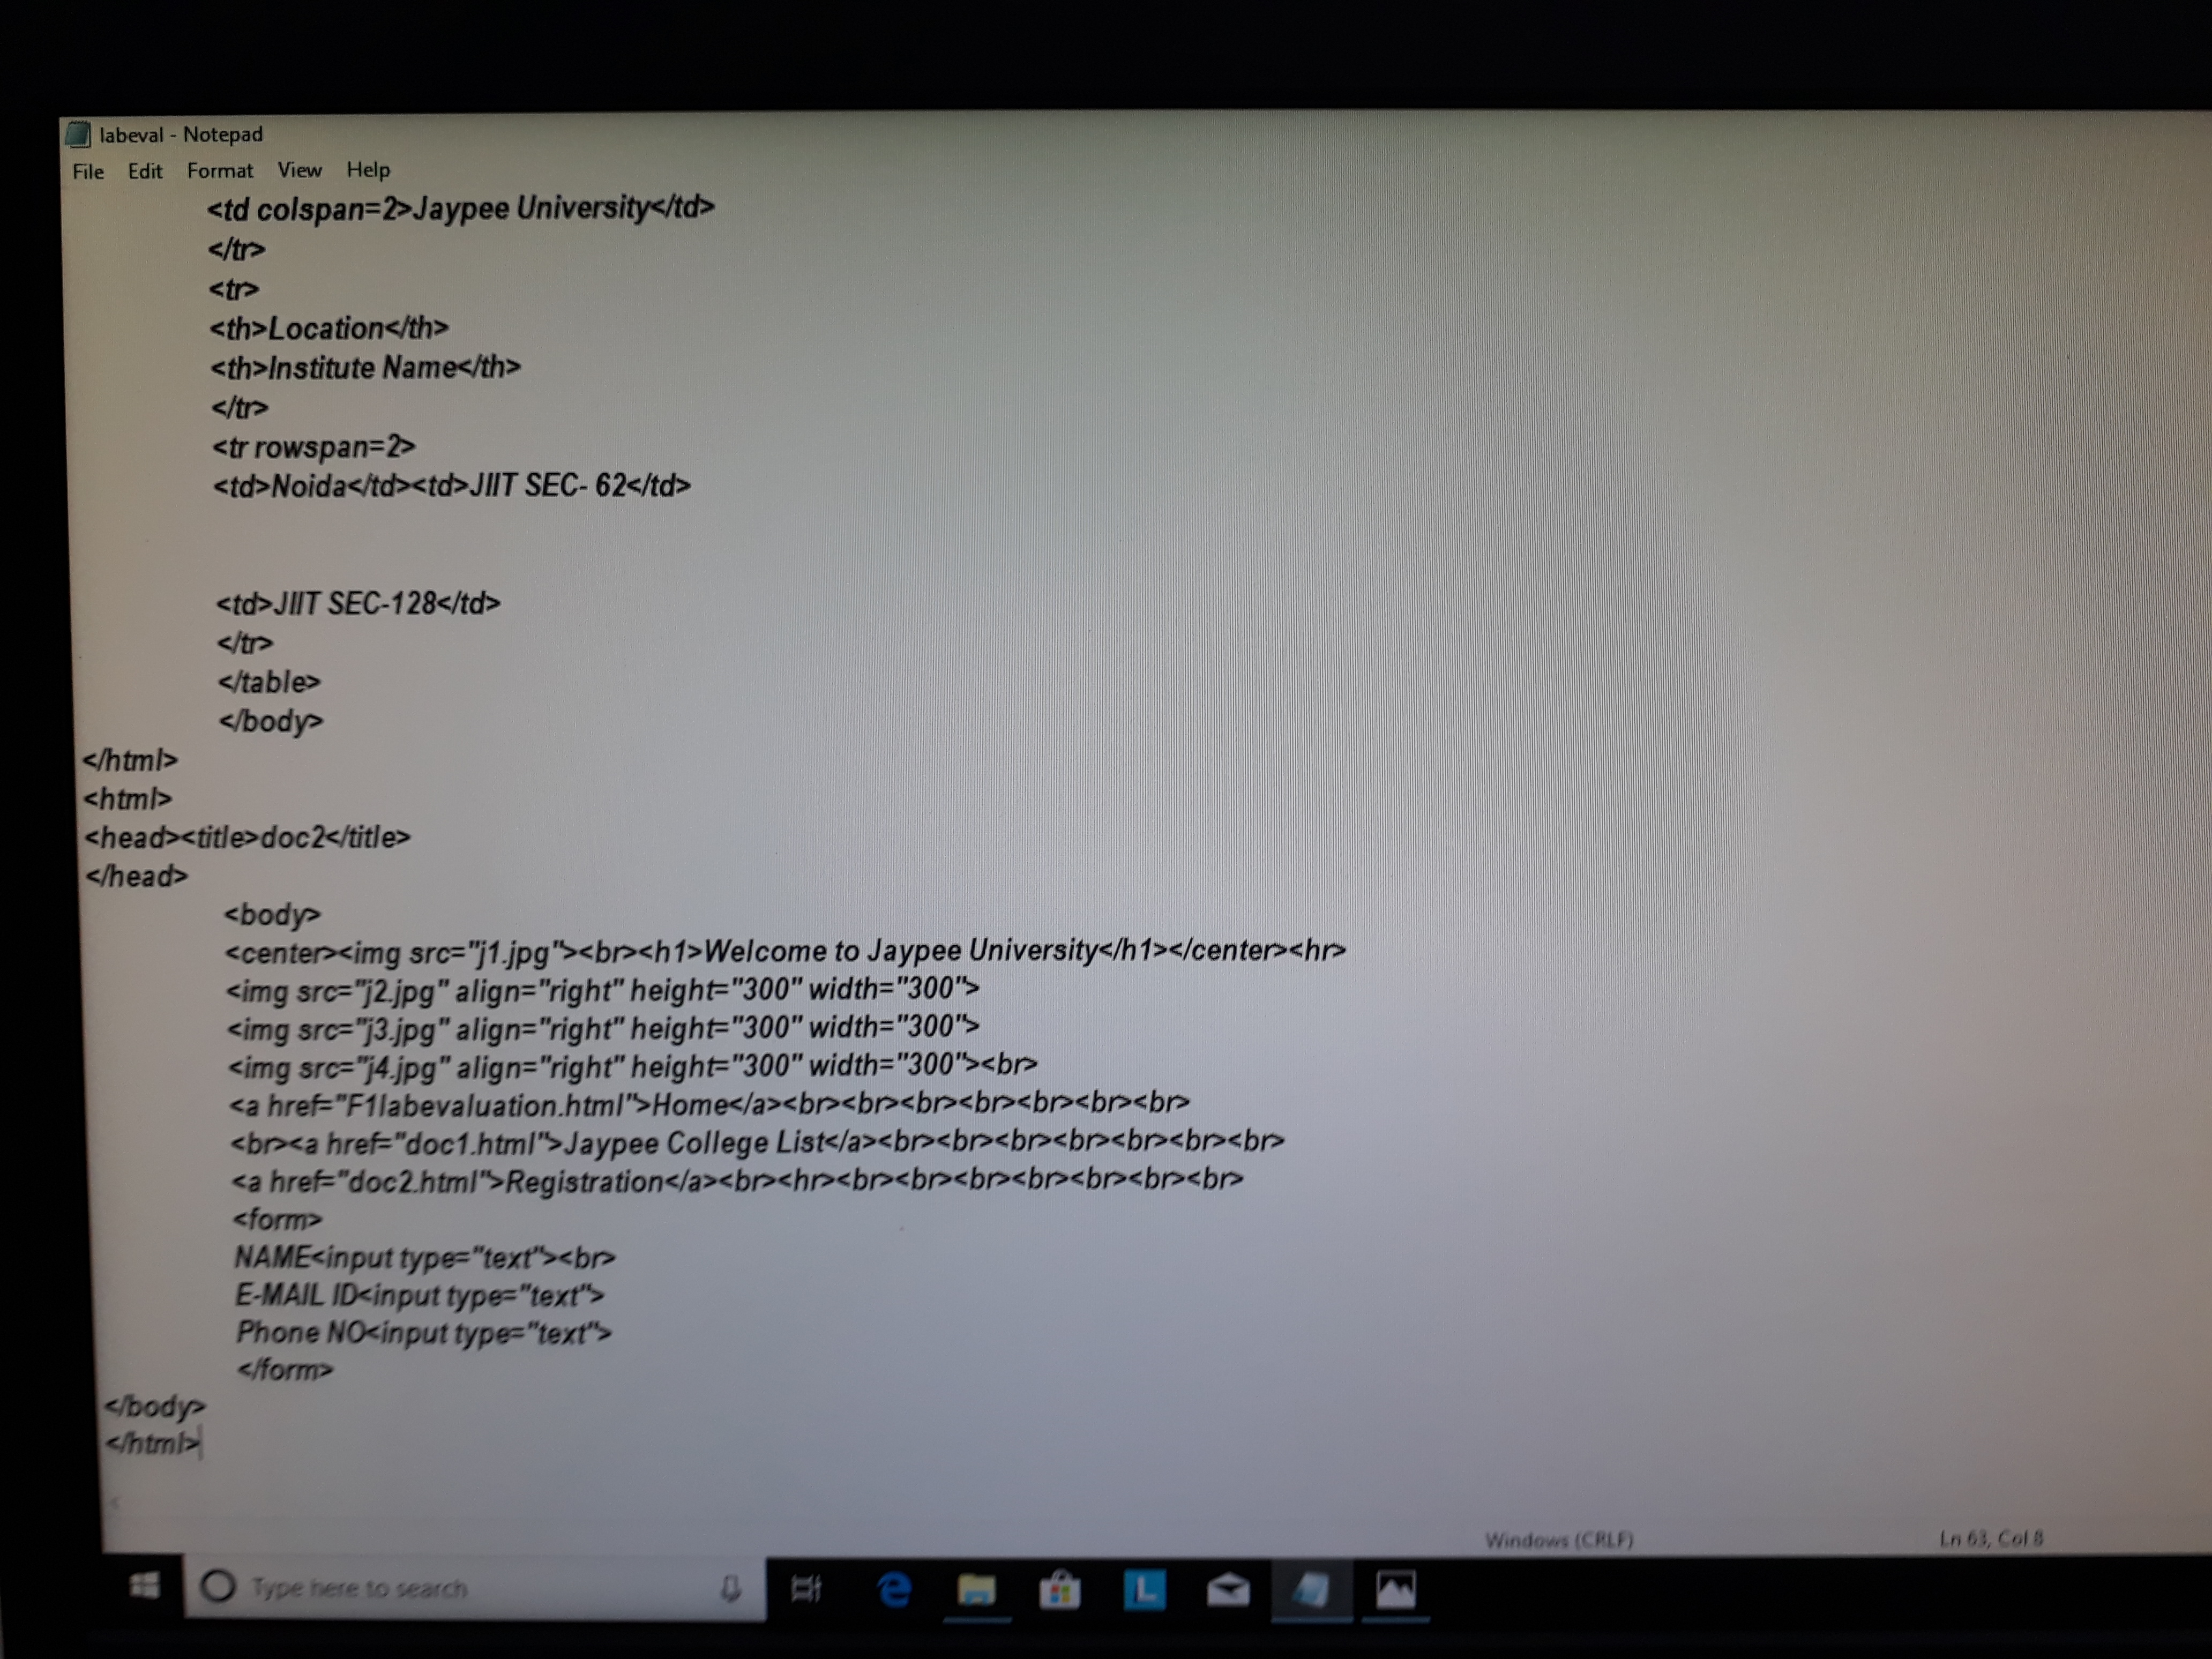 labeval - Notepad
File Edit Format View Help
<td colspan=2>Jaypee University</td>
</tr>
<tr>
<th>Location</th>
<th>Institute Name</th>
</tr>
<tr rowspan=2>
<td>Noida</td><td>JIIT SEC- 62</td>
<td>JIIT SEC-128</td>
</tr>
</table>
</body>
</html>
<html>
<head><title>doc2</title>
</head>
<body>
<center><img src="j1.jpg"><br><h1>Welcome to Jaypee University</h1></center><hr>
<img src="j2.jpg" align="right" height="300" width="300">
<img src="j3.jpg" align="right" height="300" width="300">
<img src="j4.jpg" align="right" height="300" width="300"><br>
<a href="F1labevaluation.html">Home</a><br><br><br><br><br><br><br>
<br><a href="doc1.html">Jaypee College List</a><br><br><br><br><br><br><br>
<a href="doc2.html">Registration</a><br><hr><br><br><br><br><br><br><br>
<form>
NAME<input type="text"><br>
E-MAIL ID<input type="text">
Phone NO<input type="text">
</form>
</body>
</html>
Windows (CRLF) Ln 63, Col 8
Type here to search
L